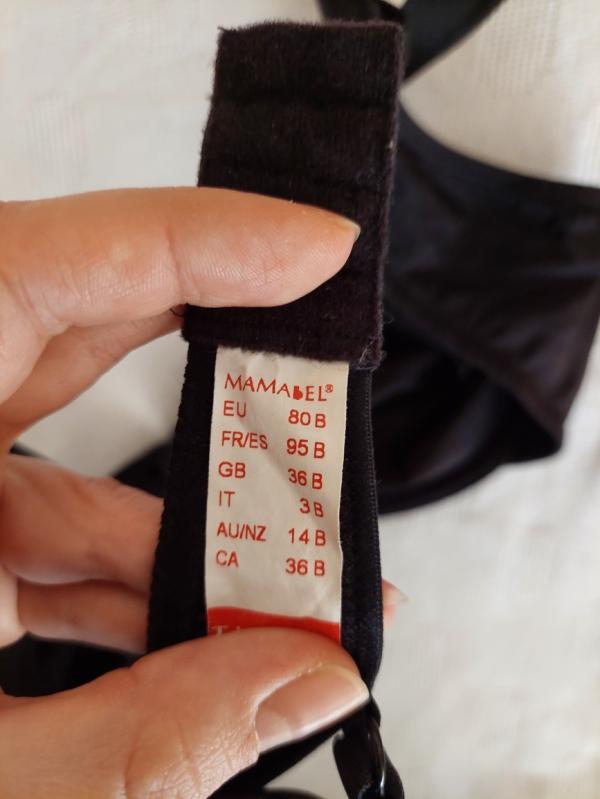 MAMABEL®
EU 80 B
FR/ES 95 B
GB 36 B
IT 3 B
AU/NZ 14 B
CA 36 B